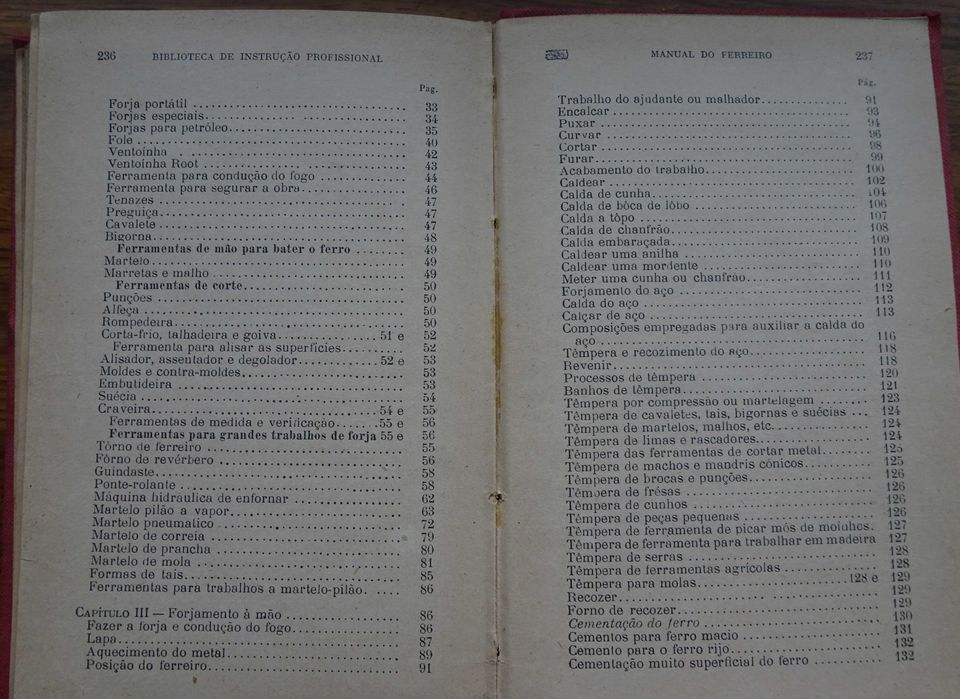 236 BIBLIOTECA DE INSTRUÇÃO PROFISSIONAL
Pag.
Forja portátil 33
Forjas especiais 34
Forjas para petróleo 35
Fole 40
Ventoinha 42
Ventoinha Root 43
Ferramenta para condução do fogo 44
Ferramenta para segurar a obra 46
Tenazes 47
Preguiça 47
Cavalete 47
Bigorna 48
Ferramentas de mão para bater o ferro 49
Martelo 49
Marretas e malho 49
Ferramentas de corte 50
Punções 50
Alfeça 50
Rompedeira 50
Corta-frio, talhadeira e goiva 51 e 52
Ferramenta para alisar as superfícies 52
Alisador, assentador e degolador 52 e 53
Moldes e contra-moldes 53
Embutideira 53
Suécia 54
Craveira 54 e 55
Ferramentas de medida e verificação 55 e 56
Ferramentas para grandes trabalhos de forja 55 e 56
Tôrno de ferreiro 55
Fôrno de revérbero 56
Guindaste 58
Ponte-rolante 58
Máquina hidráulica de enfornar 62
Martelo pilão a vapor 63
Martelo pneumatico 72
Martelo de correia 79
Martelo de prancha 80
Martelo de mola 81
Formas de tais 85
Ferramentas para trabalhos a martelo-pilão 86
CAPÍTULO III — Forjamento à mão 86
Fazer a forja e condução do fogo 86
Lapa 87
Aquecimento do metal 89
Posição do ferreiro 91
MANUAL DO FERREIRO 237
Pág.
Trabalho do ajudante ou malhador 91
Encalcar 93
Puxar 94
Curvar 96
Cortar 98
Furar 99
Acabamento do trabalho 100
Caldear 102
Calda de cunha 104
Calda de bôca de lôbo 106
Calda a tôpo 107
Calda de chanfrão 108
Calda embaraçada 109
Caldear uma anilha 110
Caldear uma mordente 110
Meter uma cunha ou chanfrão 111
Forjamento do aço 112
Calda do aço 113
Calçar de aço 113
Composições empregadas para auxiliar a calda do
aço 116
Têmpera e recozimento do aço 118
Revenir 118
Processos de têmpera 120
Banhos de têmpera 121
Têmpera por compressão ou martelagem 123
Têmpera de cavaletes, tais, bigornas e suécias 124
Têmpera de martelos, malhos, etc 124
Têmpera de limas e rascadores 124
Têmpera das ferramentas de cortar metal 125
Têmpera de machos e mandris cónicos 125
Têmpera de brocas e punções 126
Têmpera de frésas 126
Têmpera de cunhos 126
Têmpera de peças pequenas 126
Têmpera de ferramenta de picar mós de moinhos. 127
Têmpera de ferramenta para trabalhar em madeira 127
Têmpera de serras 128
Têmpera de ferramentas agrícolas 128
Têmpera para molas 128 e 129
Recozer 129
Forno de recozer 129
Cementação do ferro 130
Cementos para ferro macio 131
Cemento para o ferro rijo 132
Cementação muito superficial do ferro 132